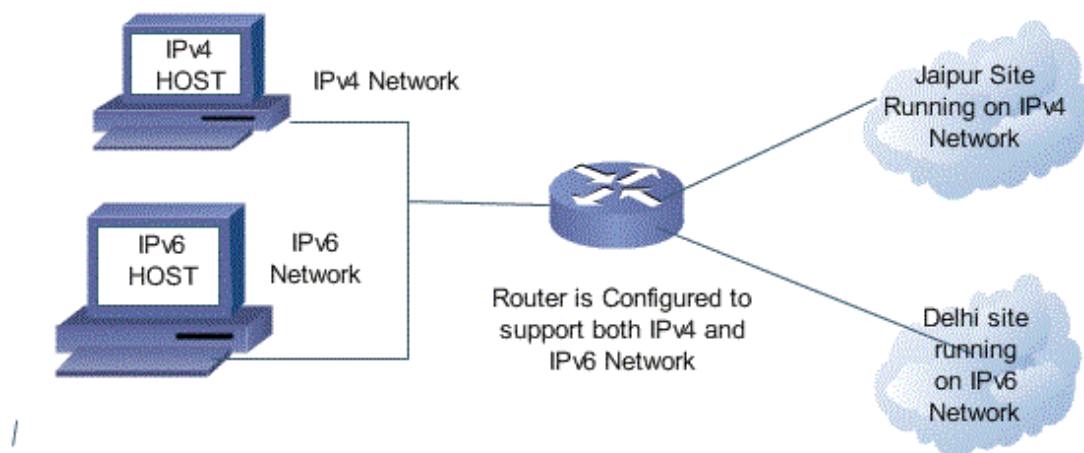 IPv4
HOST
IPv4 Network
IPv6
HOST
IPv6
Network
Router is Configured to
support both IPv4 and
IPv6 Network
Jaipur Site
Running on IPv4
Network
Delhi site
running
on IPv6
Network
/